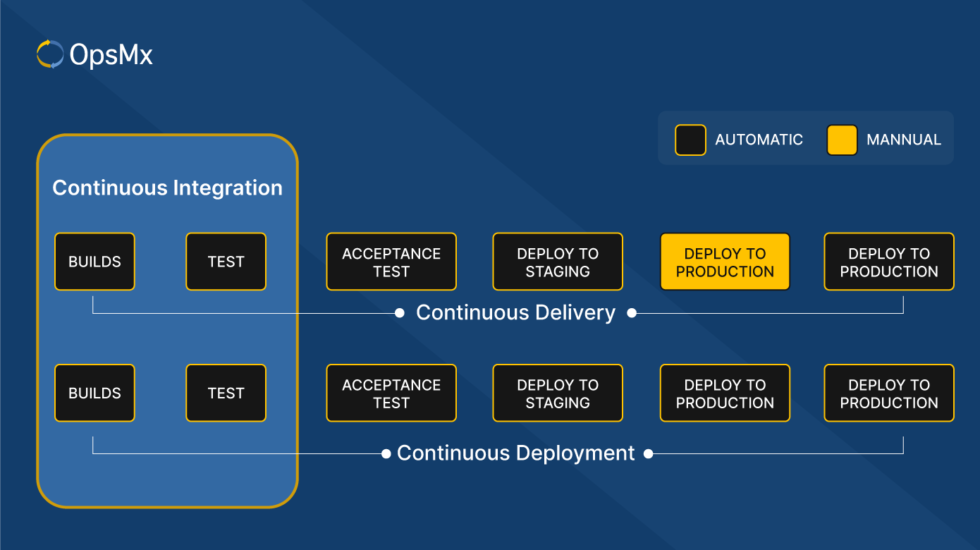 OpsMx
AUTOMATIC
MANNUAL
Continuous Integration
BUILDS
TEST
ACCEPTANCE
TEST
DEPLOY TO
STAGING
DEPLOY TO
PRODUCTION
DEPLOY TO
PRODUCTION
Continuous Delivery
BUILDS
TEST
ACCEPTANCE
TEST
DEPLOY TO
STAGING
DEPLOY TO
PRODUCTION
DEPLOY TO
PRODUCTION
Continuous Deployment